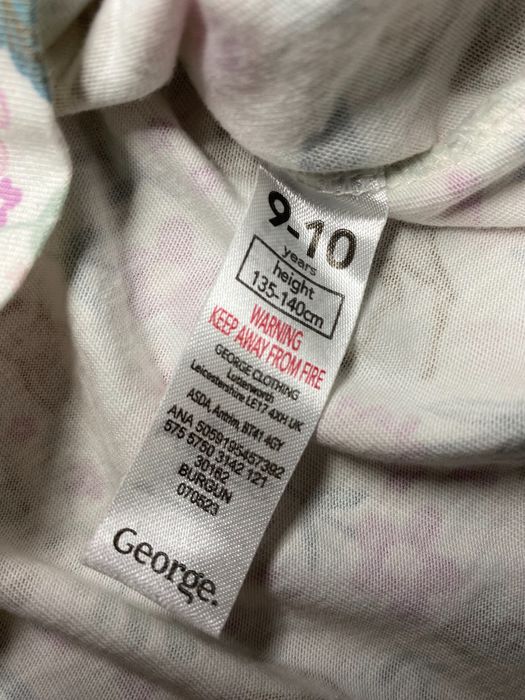 9-10
years
height
135-140cm
WARNING
KEEP AWAY FROM FIRE
GEORGE CLOTHING
Lutterworth
Leicestershire LE17 4XH UK
ASDA, Antrim, BT41 4GY
ANA 5059195457392
575 5750 3142 121
30162
BURGUN
070523
George.